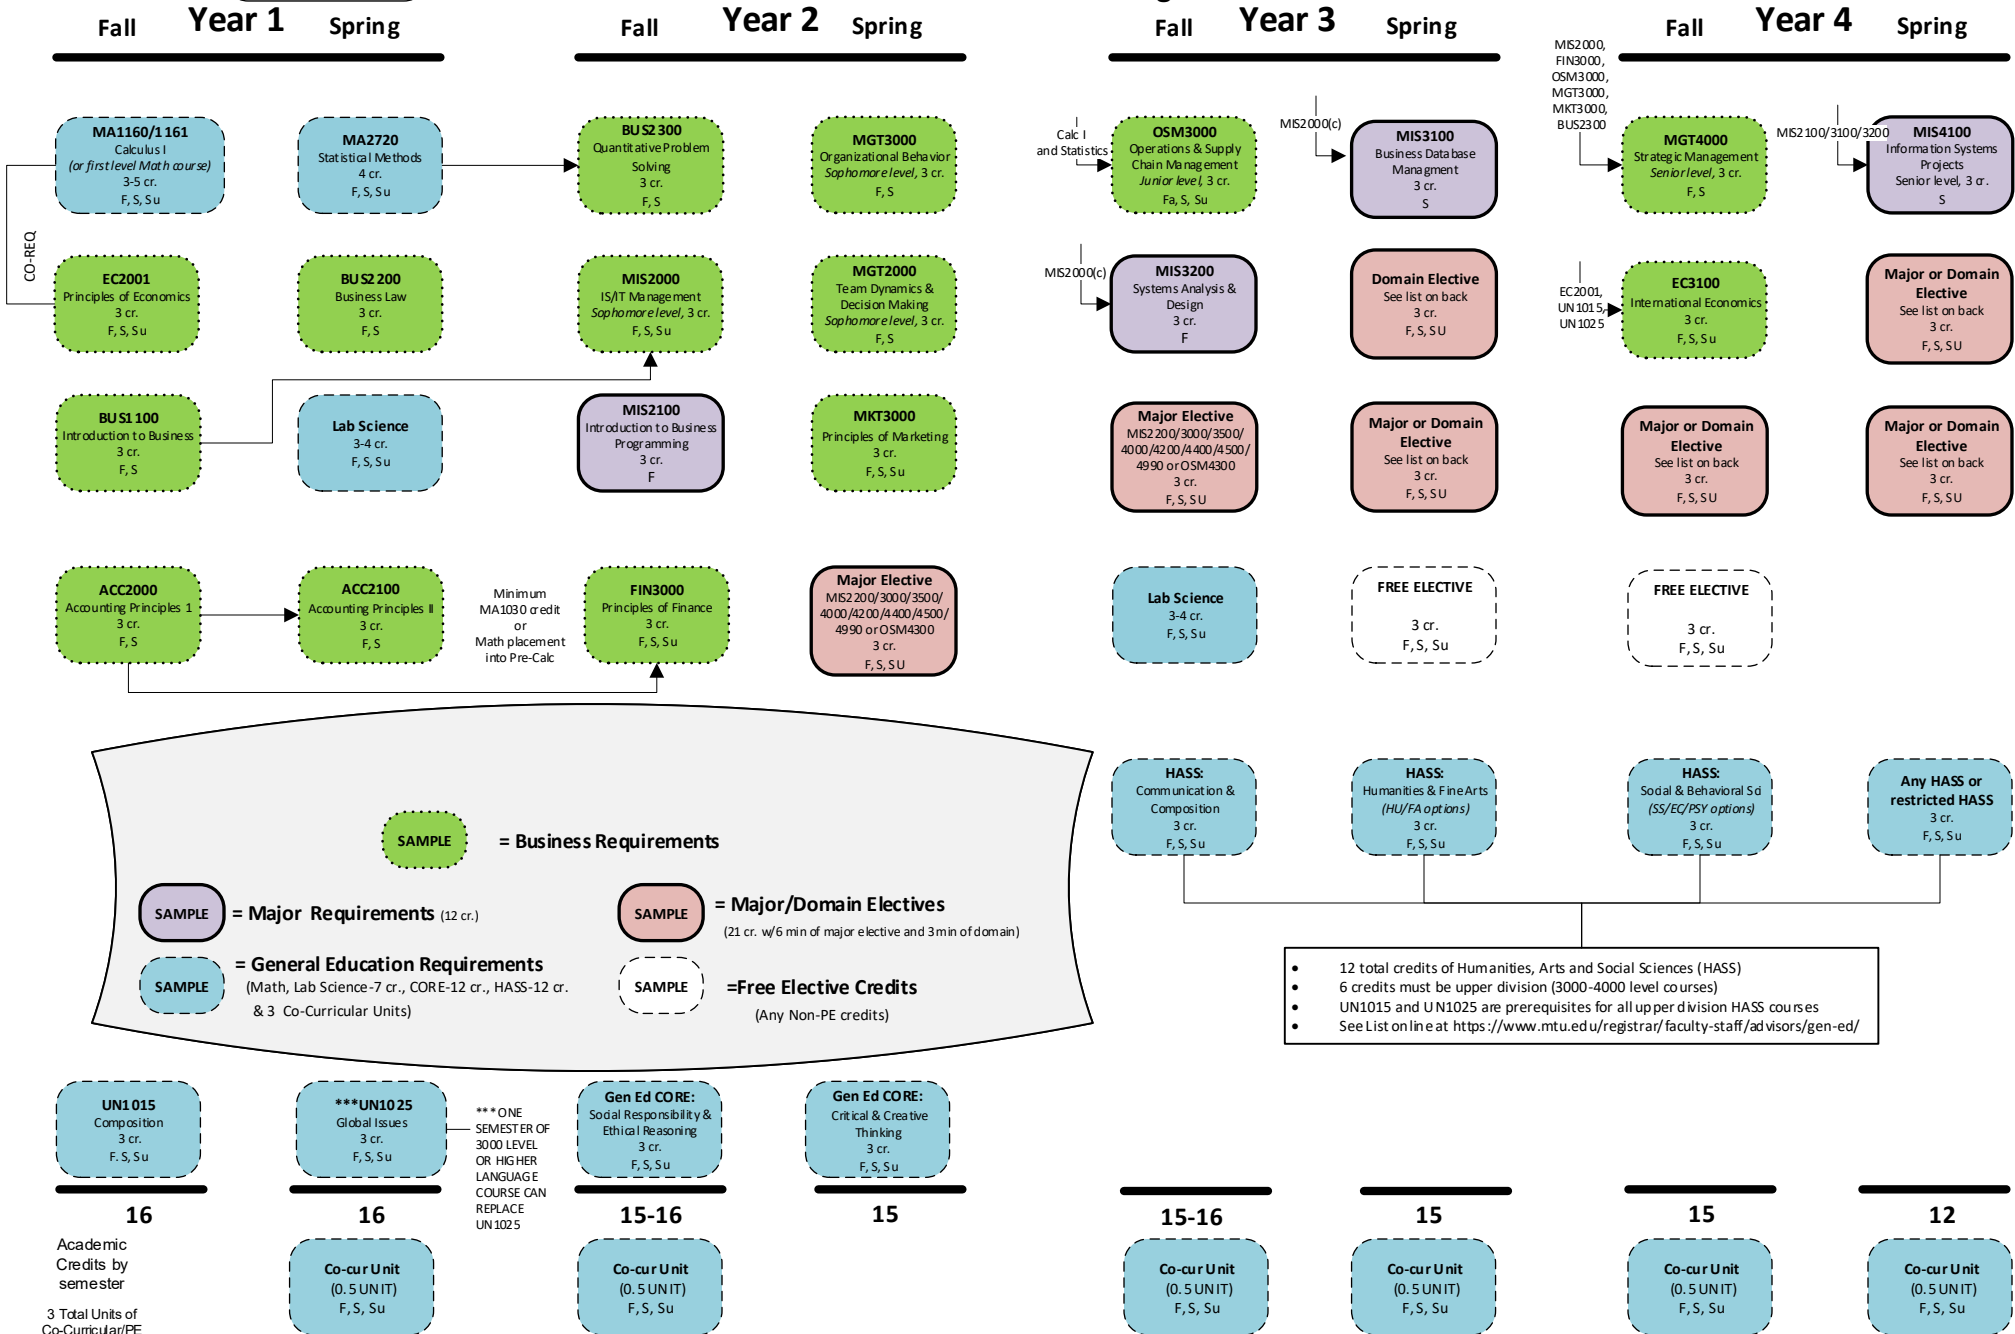 Fall
Year 1
Spring
Fall
Year 2
Spring
Fall
Year 3
Spring
Fall
Year 4
Spring
MA1160/1161
Calculus I
(or first level Math course)
3-5 cr.
F, S, Su
MA2720
Statistical Methods
4 cr.
F, S, Su
BUS2300
Quantitative Problem
Solving
3 cr.
F, S
MGT3000
Organizational Behavior
Sophomore level, 3 cr.
F, S
Calc I
and Statistics
OSM3000
Operations & Supply
Chain Management
Junior level, 3 cr.
Fa, S, Su
MIS2000(c)
MIS3100
Business Database
Managment
3 cr.
S
MIS2000,
FIN3000,
OSM3000,
MGT3000,
MKT3000,
BUS2300
MGT4000
Strategic Management
Senior level, 3 cr.
F, S
MIS2100/3100/3200
MIS4100
Information Systems
Projects
Senior level, 3 cr.
S
CO-REQ
EC2001
Principles of Economics
3 cr.
F, S, Su
BUS2200
Business Law
3 cr.
F, S
MIS2000
IS/IT Management
Sophomore level, 3 cr.
F, S, Su
MGT2000
Team Dynamics &
Decision Making
Sophomore level, 3 cr.
F, S
MIS2000(c)
MIS3200
Systems Analysis &
Design
3 cr.
F
Domain Elective
See list on back
3 cr.
F, S, SU
EC2001,
UN1015,
UN1025
EC3100
International Economics
3 cr.
F, S, Su
Major or Domain
Elective
See list on back
3 cr.
F, S, SU
BUS1100
Introduction to Business
3 cr.
F, S
Lab Science
3-4 cr.
F, S, Su
MIS2100
Introduction to Business
Programming
3 cr.
F
MKT3000
Principles of Marketing
3 cr.
F, S, Su
Major Elective
MIS2200/3000/3500/
4000/4200/4400/4500/
4990 or OSM4300
3 cr.
F, S, SU
Major or Domain
Elective
See list on back
3 cr.
F, S, SU
Major or Domain
Elective
See list on back
3 cr.
F, S, SU
Major or Domain
Elective
See list on back
3 cr.
F, S, SU
ACC2000
Accounting Principles 1
3 cr.
F, S
ACC2100
Accounting Principles II
3 cr.
F, S
Minimum
MA1030 credit
or
Math placement
into Pre-Calc
FIN3000
Principles of Finance
3 cr.
F, S, Su
Major Elective
MIS2200/3000/3500/
4000/4200/4400/4500/
4990 or OSM4300
3 cr.
F, S, SU
Lab Science
3-4 cr.
F, S, Su
FREE ELECTIVE
3 cr.
F, S, Su
FREE ELECTIVE
3 cr.
F, S, Su
SAMPLE
= Business Requirements
SAMPLE
= Major Requirements (12 cr.)
SAMPLE
= Major/Domain Electives
(21 cr. w/6 min of major elective and 3 min of domain)
SAMPLE
= General Education Requirements
(Math, Lab Science-7 cr., CORE-12 cr., HASS-12 cr.
& 3 Co-Curricular Units)
SAMPLE
=Free Elective Credits
(Any Non-PE credits)
HASS:
Communication &
Composition
3 cr.
F, S, Su
HASS:
Humanities & Fine Arts
(HU/FA options)
3 cr.
F, S, Su
HASS:
Social & Behavioral Sci
(SS/EC/PSY options)
3 cr.
F, S, Su
Any HASS or
restricted HASS
3 cr.
F, S, Su
• 12 total credits of Humanities, Arts and Social Sciences (HASS)
• 6 credits must be upper division (3000-4000 level courses)
• UN1015 and UN1025 are prerequisites for all upper division HASS courses
• See List online at https://www.mtu.edu/registrar/faculty-staff/advisors/gen-ed/
UN1015
Composition
3 cr.
F. S, Su
***UN1025
Global Issues
3 cr.
F, S, Su
***ONE
SEMESTER OF
3000 LEVEL
OR HIGHER
LANGUAGE
COURSE CAN
REPLACE
UN1025
Gen Ed CORE:
Social Responsibility &
Ethical Reasoning
3 cr.
F, S, Su
Gen Ed CORE:
Critical & Creative
Thinking
3 cr.
F, S, Su
16
16
15-16
15
15-16
15
15
12
Academic
Credits by
semester
3 Total Units of
Co-Curricular/PE
Co-cur Unit
(0.5 UNIT)
F, S, Su
Co-cur Unit
(0.5 UNIT)
F, S, Su
Co-cur Unit
(0.5 UNIT)
F, S, Su
Co-cur Unit
(0.5 UNIT)
F, S, Su
Co-cur Unit
(0.5 UNIT)
F, S, Su
Co-cur Unit
(0.5 UNIT)
F, S, Su